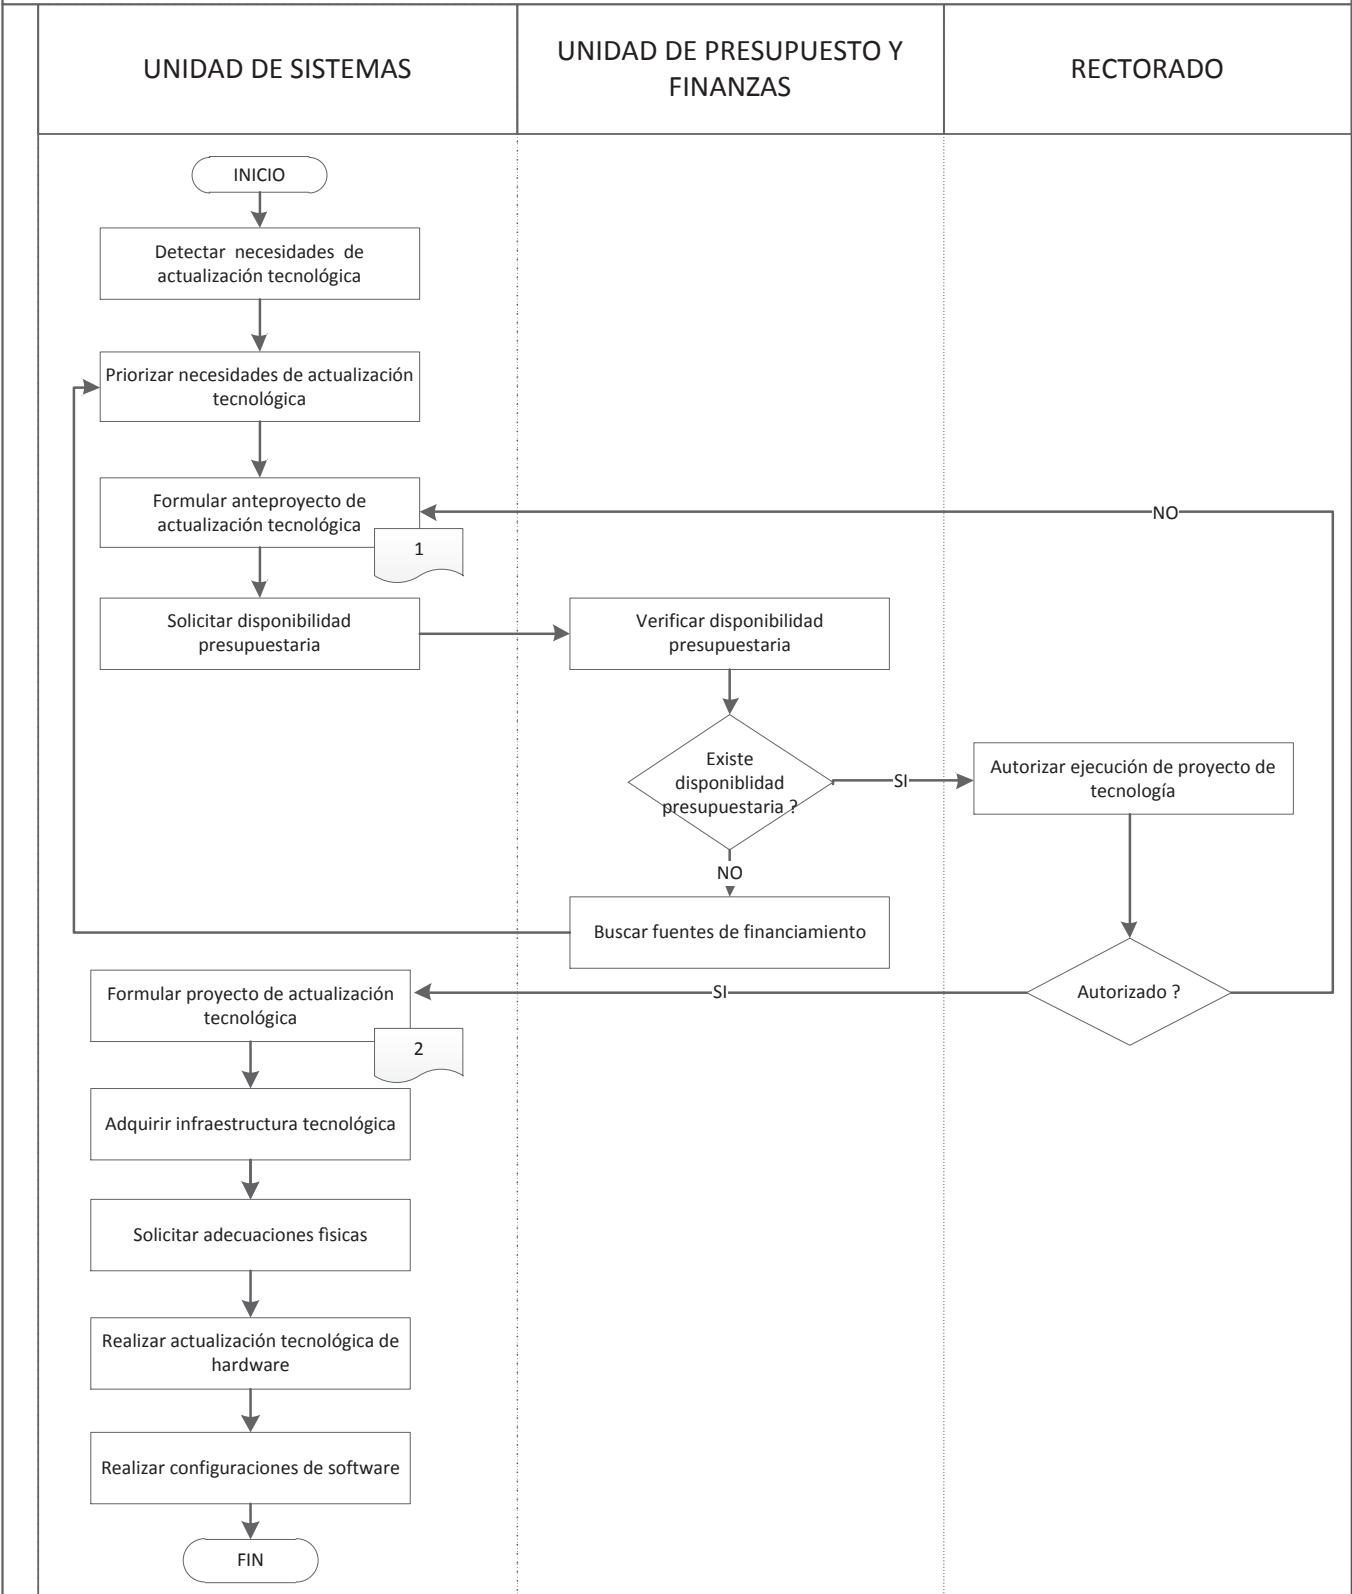 UNIDAD DE SISTEMAS
UNIDAD DE PRESUPUESTO Y
FINANZAS
RECTORADO
INICIO
Detectar necesidades de
actualización tecnológica
Priorizar necesidades de actualización
tecnológica
Formular anteproyecto de
actualización tecnológica
NO
1
Solicitar disponibilidad
presupuestaria
Verificar disponibilidad
presupuestaria
Existe
disponiblidad
presupuestaria ?
SI
Autorizar ejecución de proyecto de
tecnología
NO
Buscar fuentes de financiamiento
Formular proyecto de actualización
tecnológica
SI
Autorizado ?
2
Adquirir infraestructura tecnológica
Solicitar adecuaciones fìsicas
Realizar actualización tecnológica de
hardware
Realizar configuraciones de software
FIN